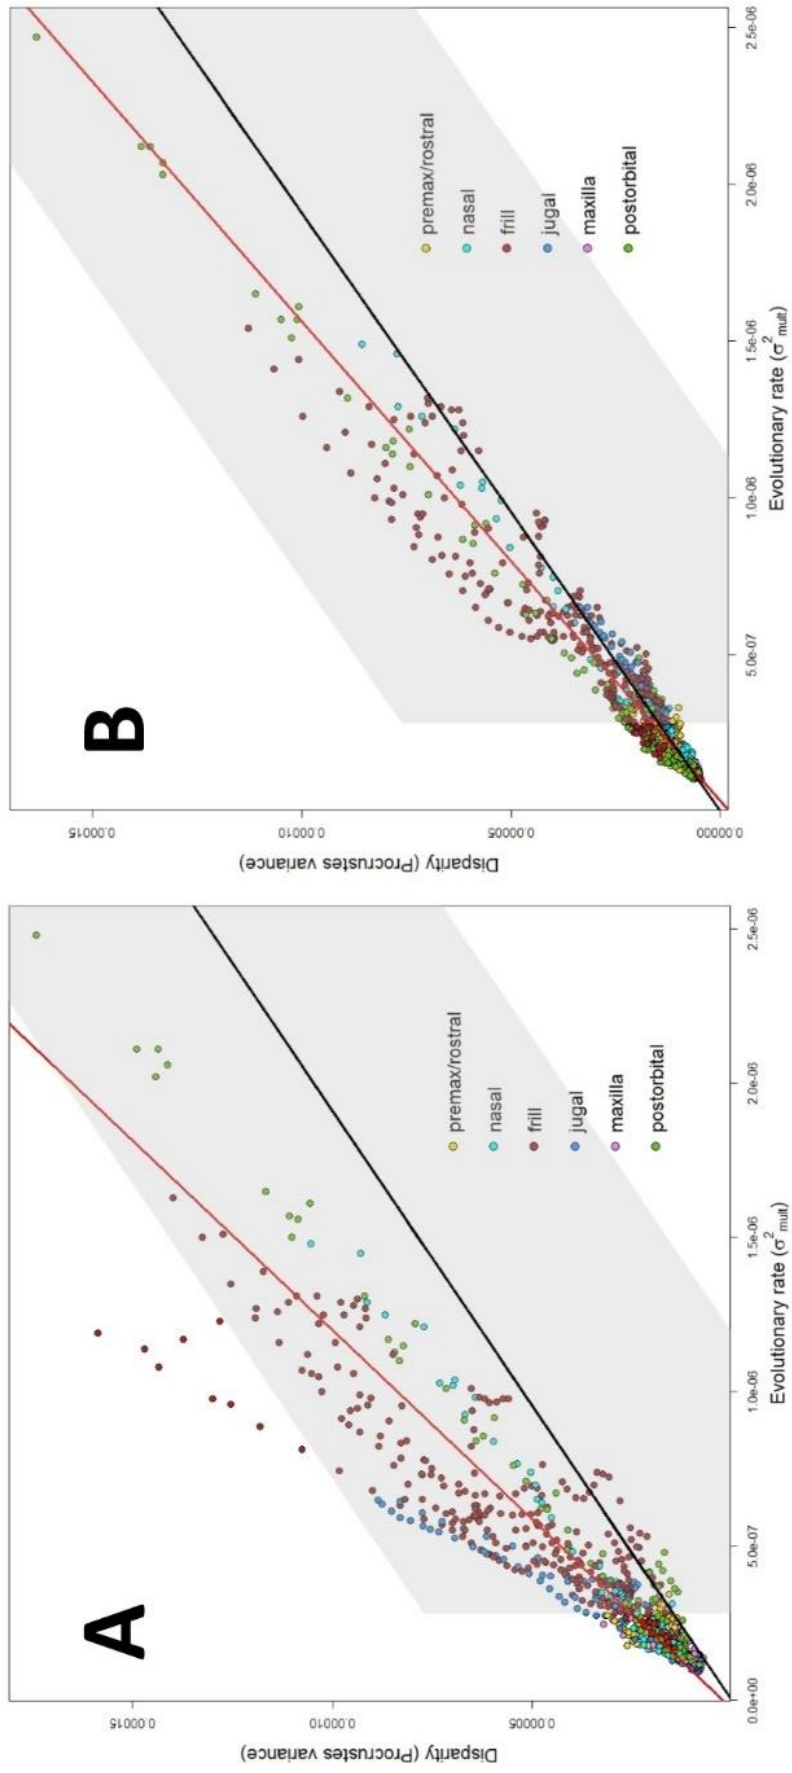 A
Disparity (Procrustes variance)
0.00015
0.00010
0.00005
premax/rostral
nasal
frill
jugal
maxilla
postorbital
0.0e+00
5.0e-07
1.0e-06
1.5e-06
2.0e-06
2.5e-06
Evolutionary rate (σ²mult)
B
Disparity (Procrustes variance)
0.00015
0.00010
0.00005
0.00000
premax/rostral
nasal
frill
jugal
maxilla
postorbital
5.0e-07
1.0e-06
1.5e-06
2.0e-06
2.5e-06
Evolutionary rate (σ²mult)